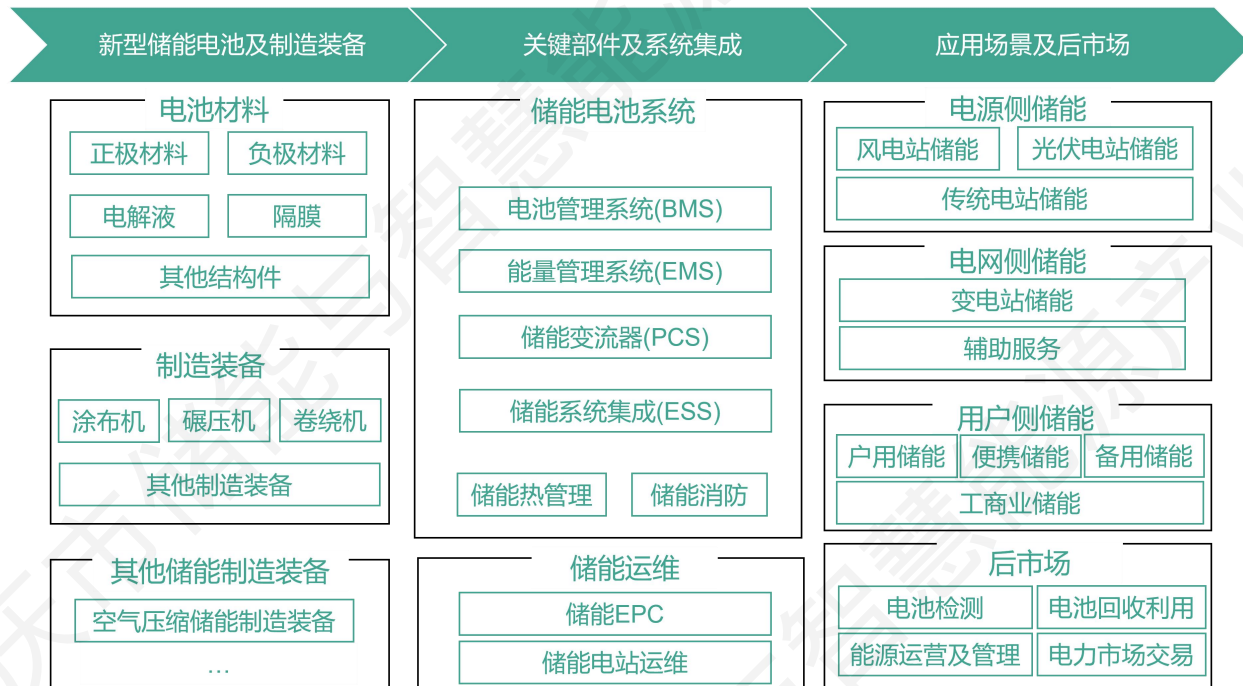 新型储能电池及制造装备
关键部件及系统集成
应用场景及后市场
电池材料
正极材料
负极材料
电解液
隔膜
其他结构件
制造装备
涂布机
碾压机
卷绕机
其他制造装备
其他储能制造装备
空气压缩储能制造装备
…
储能电池系统
电池管理系统(BMS)
能量管理系统(EMS)
储能变流器(PCS)
储能系统集成(ESS)
储能热管理
储能消防
储能运维
储能EPC
储能电站运维
电源侧储能
风电站储能
光伏电站储能
传统电站储能
电网侧储能
变电站储能
辅助服务
用户侧储能
户用储能
便携储能
备用储能
工商业储能
后市场
电池检测
电池回收利用
能源运营及管理
电力市场交易